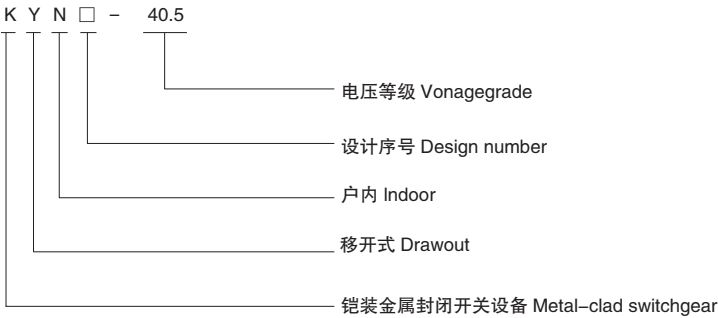 K Y N □ － 40.5
电压等级 Vonagegrade
设计序号 Design number
户内 Indoor
移开式 Drawout
铠装金属封闭开关设备 Metal–clad switchgear